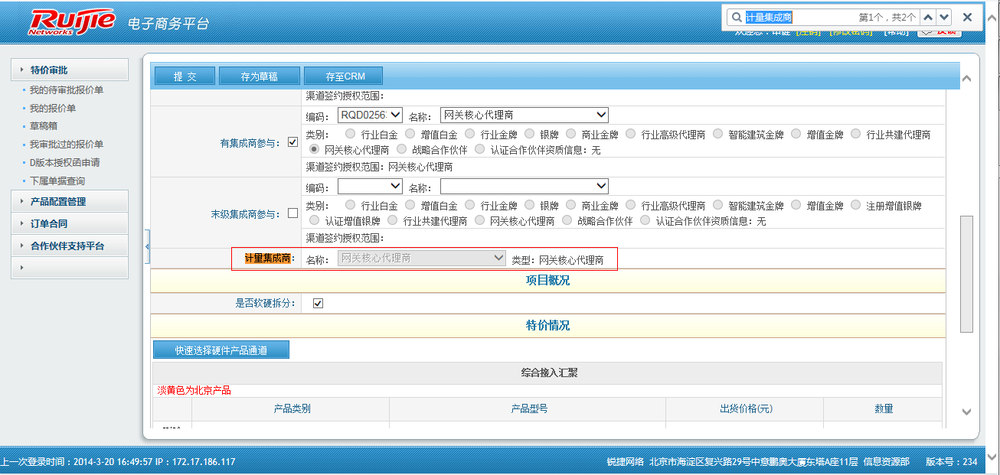 Ruijie Networks 电子商务平台
计量集成商 第1个，共2个
[注销] [修改密码] [帮助]
特价审批
我的待审批报价单
我的报价单
草稿箱
我审批过的报价单
D版本授权函申请
下属单据查询
产品配置管理
订单合同
合作伙伴支持平台
提 交 存为草稿 存至CRM
渠道签约授权范围：
有集成商参与：
编码： RQD0256 名称： 网关核心代理商
类别： 行业白金 增值白金 行业金牌 银牌 商业金牌 行业高级代理商 智能建筑金牌 增值金牌 行业共建代理商
网关核心代理商 战略合作伙伴 认证合作伙伴资质信息：无
渠道签约授权范围：网关核心代理商
末级集成商参与：
编码： 名称：
类别： 行业白金 增值白金 行业金牌 银牌 商业金牌 行业高级代理商 智能建筑金牌 增值金牌 注册增值银牌
认证增值银牌 行业共建代理商 网关核心代理商 战略合作伙伴 认证合作伙伴资质信息：无
渠道签约授权范围：
计量集成商： 名称： 网关核心代理商 类型：网关核心代理商
项目概况
是否软硬拆分：
特价情况
快速选择硬件产品通道
综合接入汇聚
淡黄色为北京产品
产品类别 产品型号 出货价格(元) 数量
上一次登录时间：2014-3-20 16:49:57 IP：172.17.186.117 锐捷网络 北京市海淀区复兴路29号中意鹏奥大厦东塔A座11层 信息资源部 版本号：234